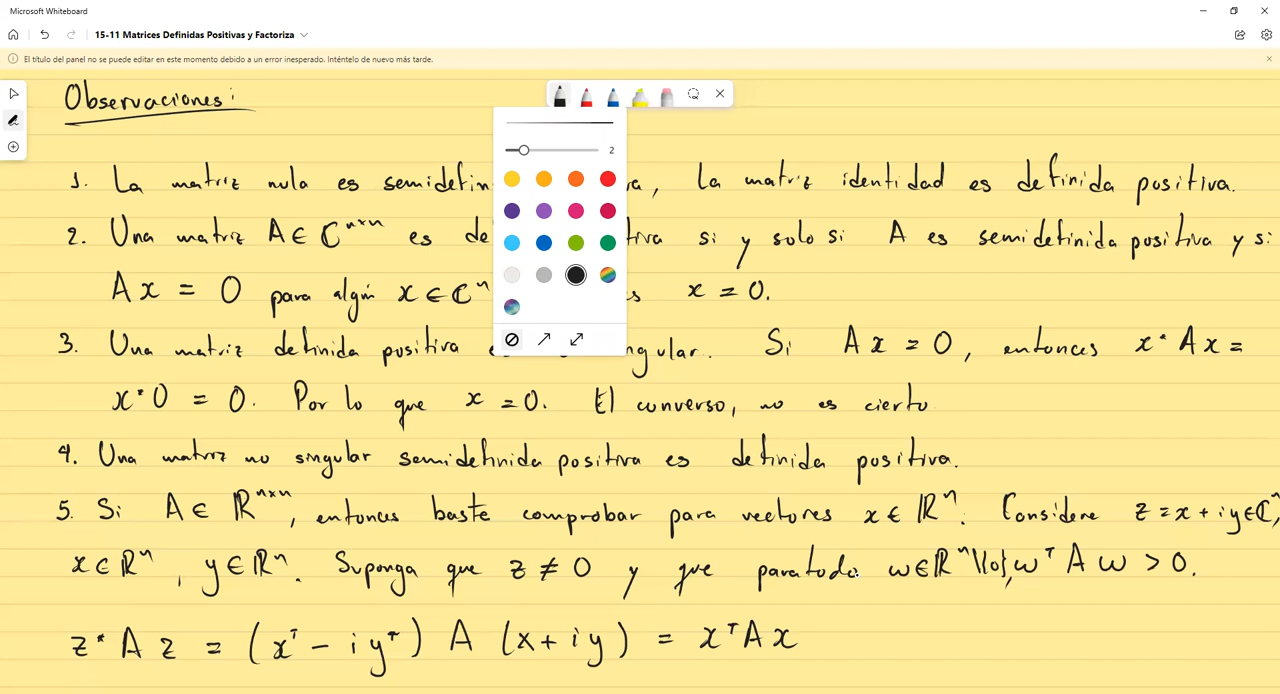 Microsoft Whiteboard
15-11 Matrices Definidas Positivas y Factoriza
El título del panel no se puede editar en este momento debido a un error inesperado. Inténtelo de nuevo más tarde.
Observaciones:
2
1. La matriz nula es semidefin va, La matriz identidad es definida positiva.
2. Una matriz A ∈ ℂⁿˣⁿ es de tiva si y solo si A es semidefinida positiva y si
Ax = 0 para algún x ∈ ℂⁿ s x = 0.
3. Una matriz definida positiva ngular. Si Ax = 0, entonces x* Ax =
x*0 = 0. Por lo que x = 0. El converso, no es cierto
4. Una matriz no singular semidefinida positiva es definida positiva.
5. Si A ∈ ℝⁿˣⁿ, entonces baste comprobar para vectores x ∈ ℝⁿ. Considere z = x + iy ∈ ℂⁿ,
x ∈ ℝⁿ, y ∈ ℝⁿ. Suponga que z ≠ 0 y que para todo w ∈ ℝⁿ\{0}, wᵀ A w > 0.
z* A z = (xᵀ - i yᵀ) A (x + i y) = xᵀ A x